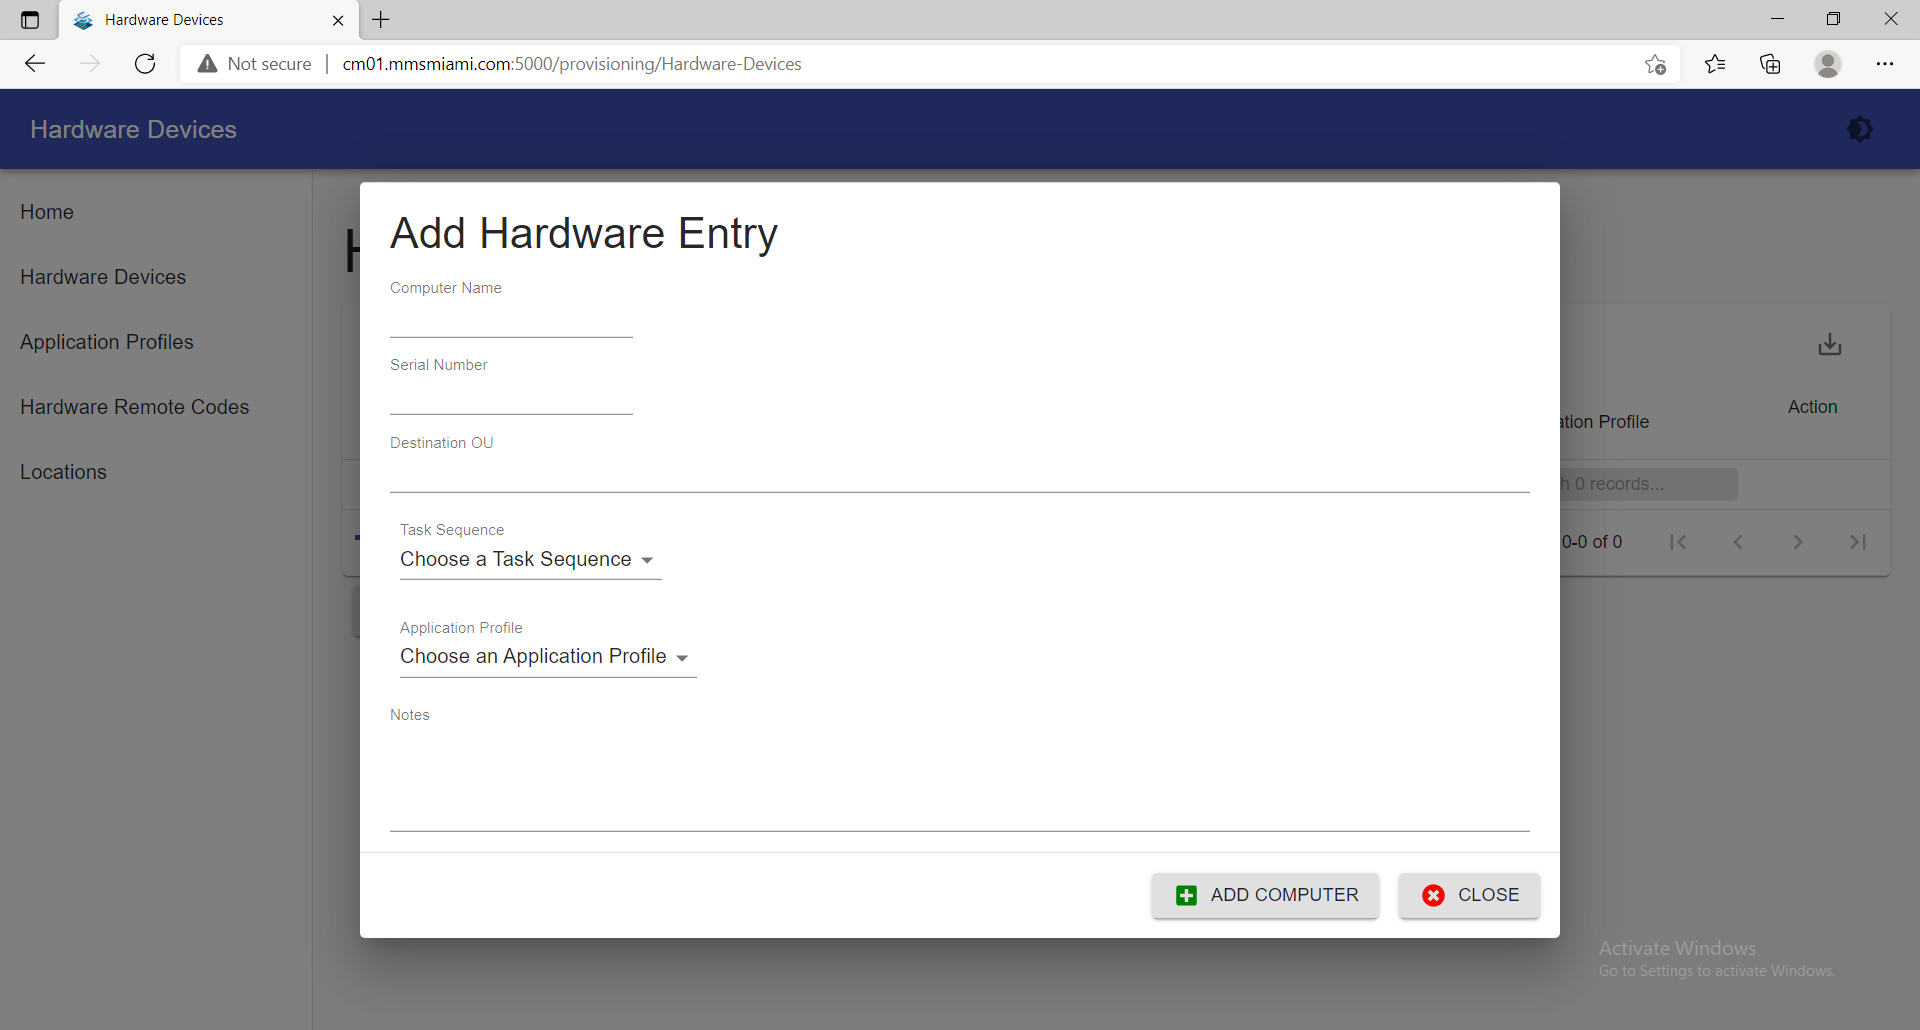 Hardware Devices
Not secure
cm01.mmsmiami.com:5000/provisioning/Hardware-Devices
Hardware Devices
Home
Hardware Devices
Application Profiles
Hardware Remote Codes
Locations
Add Hardware Entry
Computer Name
Serial Number
Destination OU
Task Sequence
Choose a Task Sequence
Application Profile
Choose an Application Profile
Notes
ADD COMPUTER
CLOSE
Action
Profile
0 records...
0-0 of 0
Activate Windows
Go to Settings to activate Windows.